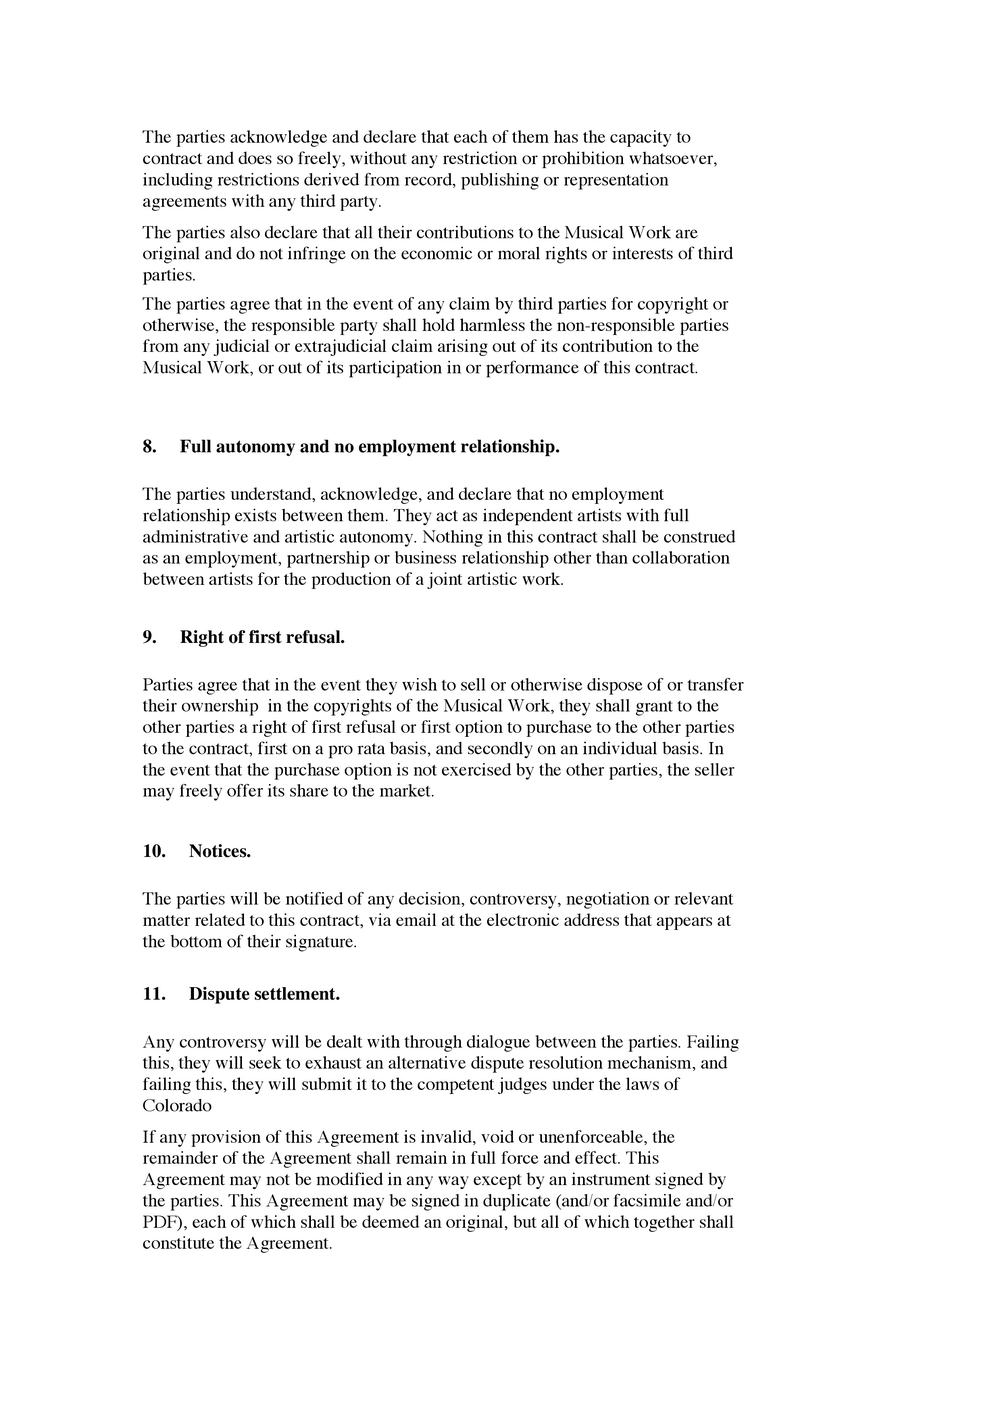 The parties acknowledge and declare that each of them has the capacity to
contract and does so freely, without any restriction or prohibition whatsoever,
including restrictions derived from record, publishing or representation
agreements with any third party.
The parties also declare that all their contributions to the Musical Work are
original and do not infringe on the economic or moral rights or interests of third
parties.
The parties agree that in the event of any claim by third parties for copyright or
otherwise, the responsible party shall hold harmless the non-responsible parties
from any judicial or extrajudicial claim arising out of its contribution to the
Musical Work, or out of its participation in or performance of this contract.
8. Full autonomy and no employment relationship.
The parties understand, acknowledge, and declare that no employment
relationship exists between them. They act as independent artists with full
administrative and artistic autonomy. Nothing in this contract shall be construed
as an employment, partnership or business relationship other than collaboration
between artists for the production of a joint artistic work.
9. Right of first refusal.
Parties agree that in the event they wish to sell or otherwise dispose of or transfer
their ownership  in the copyrights of the Musical Work, they shall grant to the
other parties a right of first refusal or first option to purchase to the other parties
to the contract, first on a pro rata basis, and secondly on an individual basis. In
the event that the purchase option is not exercised by the other parties, the seller
may freely offer its share to the market.
10. Notices.
The parties will be notified of any decision, controversy, negotiation or relevant
matter related to this contract, via email at the electronic address that appears at
the bottom of their signature.
11. Dispute settlement.
Any controversy will be dealt with through dialogue between the parties. Failing
this, they will seek to exhaust an alternative dispute resolution mechanism, and
failing this, they will submit it to the competent judges under the laws of
Colorado
If any provision of this Agreement is invalid, void or unenforceable, the
remainder of the Agreement shall remain in full force and effect. This
Agreement may not be modified in any way except by an instrument signed by
the parties. This Agreement may be signed in duplicate (and/or facsimile and/or
PDF), each of which shall be deemed an original, but all of which together shall
constitute the Agreement.